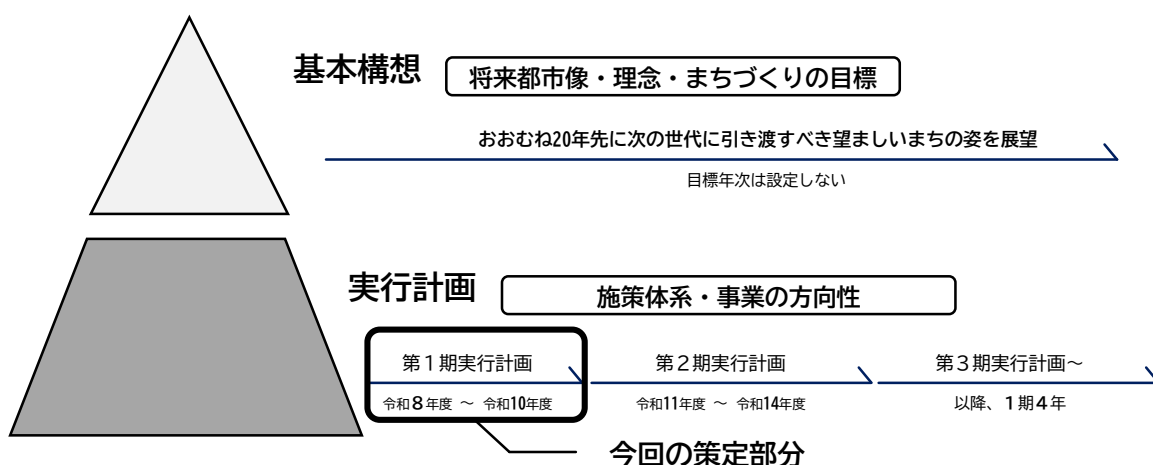 基本構想
将来都市像・理念・まちづくりの目標
おおむね20年先に次の世代に引き渡すべき望ましいまちの姿を展望
目標年次は設定しない
実行計画
施策体系・事業の方向性
第1期実行計画
令和8年度 ～ 令和10年度
第2期実行計画
令和11年度 ～ 令和14年度
第3期実行計画～
以降、1期4年
今回の策定部分